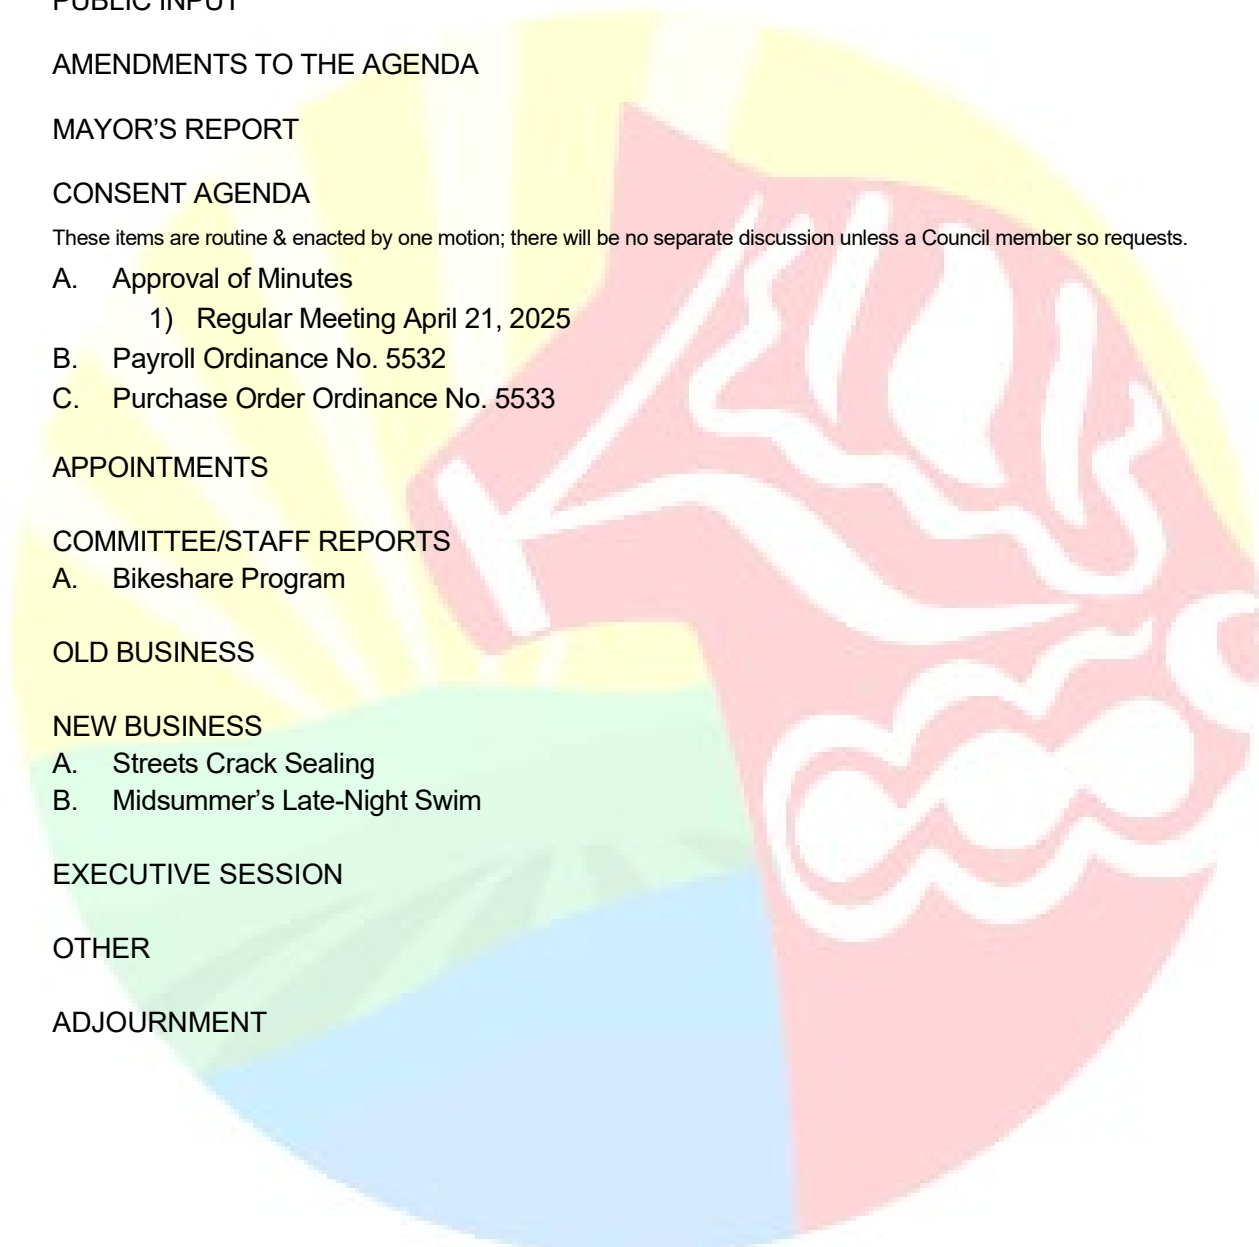 PUBLIC INPUT
AMENDMENTS TO THE AGENDA
MAYOR’S REPORT
CONSENT AGENDA
These items are routine & enacted by one motion; there will be no separate discussion unless a Council member so requests.
A. Approval of Minutes
1) Regular Meeting April 21, 2025
B. Payroll Ordinance No. 5532
C. Purchase Order Ordinance No. 5533
APPOINTMENTS
COMMITTEE/STAFF REPORTS
A. Bikeshare Program
OLD BUSINESS
NEW BUSINESS
A. Streets Crack Sealing
B. Midsummer’s Late-Night Swim
EXECUTIVE SESSION
OTHER
ADJOURNMENT